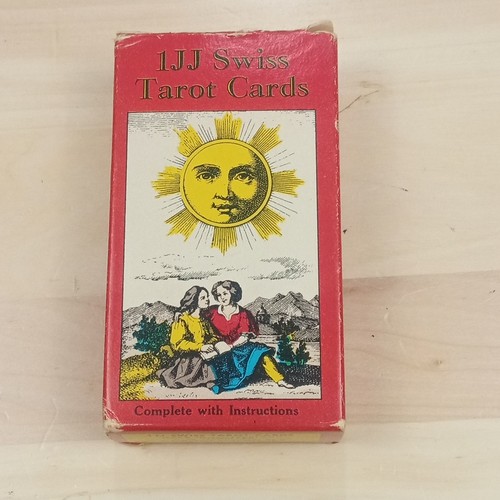 1JJ Swiss
Tarot Cards
Complete with Instructions